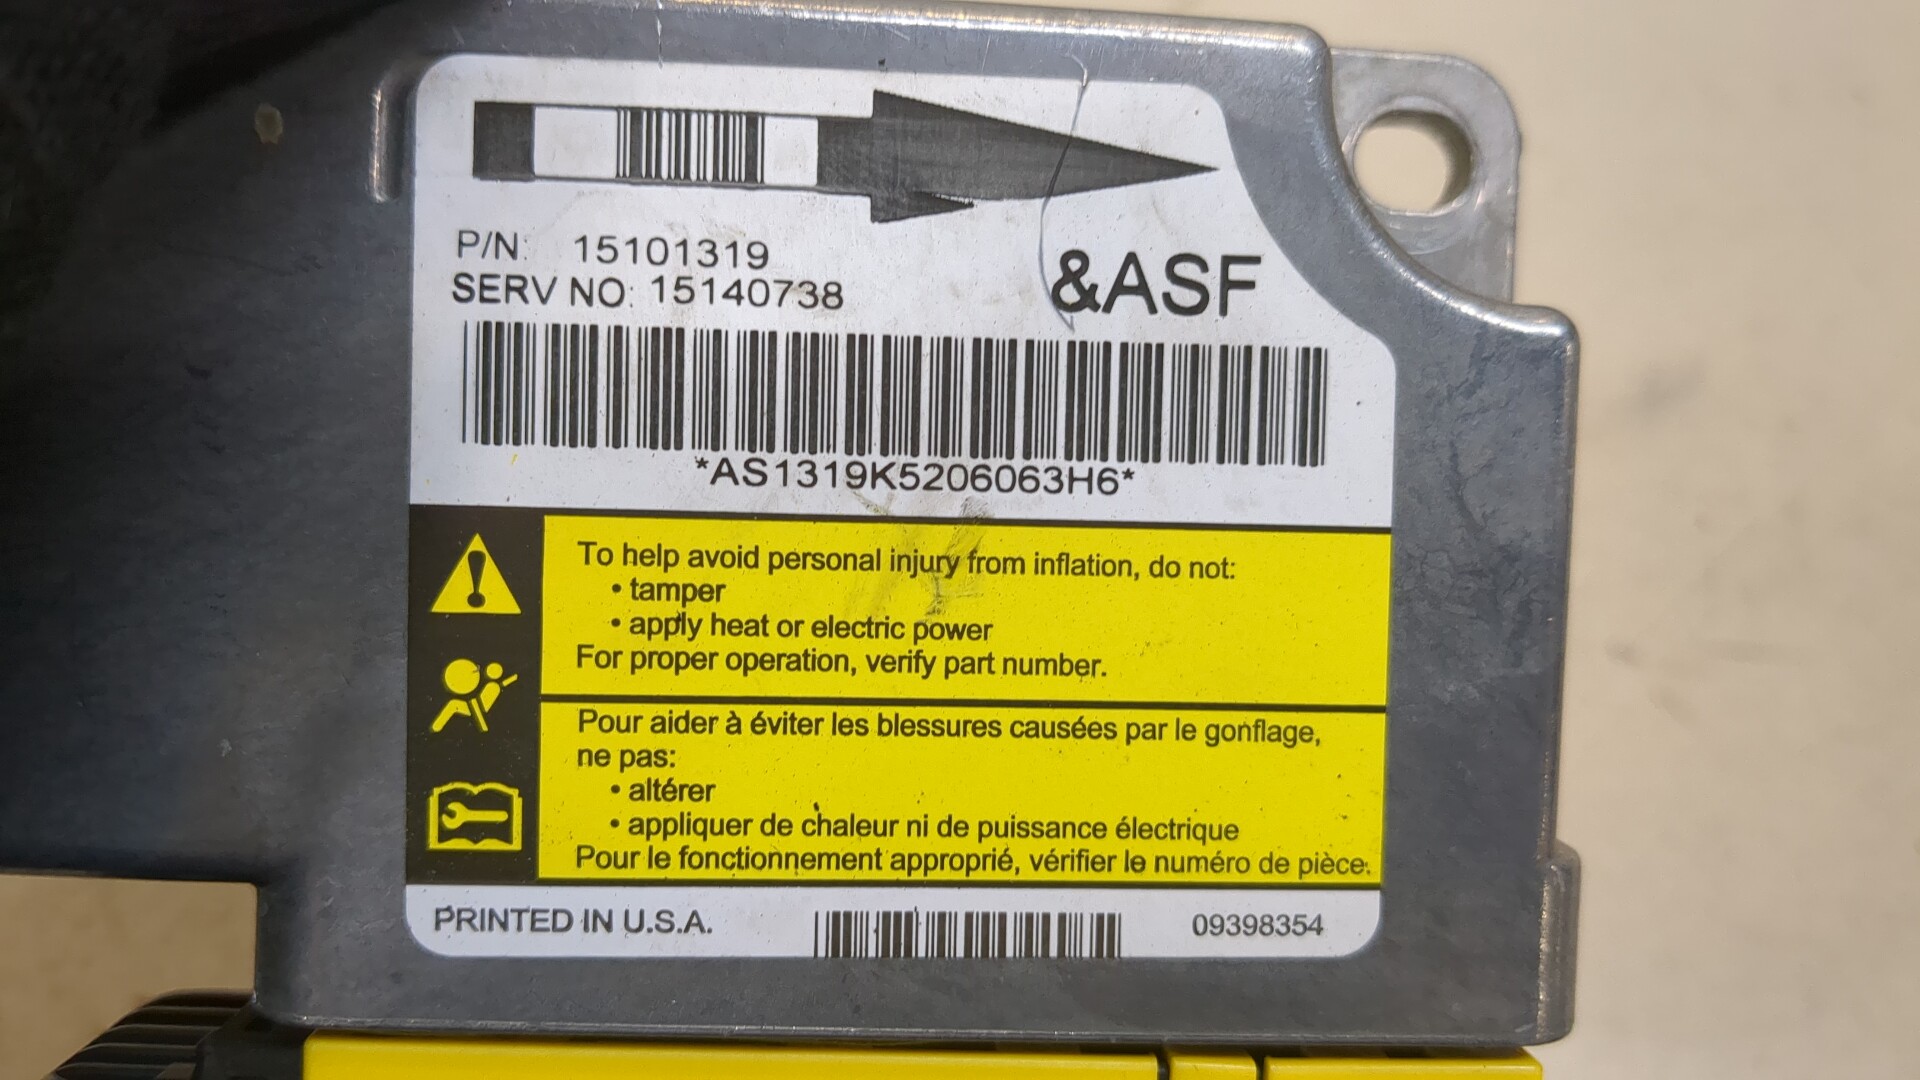 P/N: 15101319
SERV NO: 15140738
&ASF
*AS1319K5206063H6*
To help avoid personal injury from inflation, do not:
• tamper
• apply heat or electric power
For proper operation, verify part number.
Pour aider à éviter les blessures causées par le gonflage,
ne pas:
• altérer
• appliquer de chaleur ni de puissance électrique
Pour le fonctionnement approprié, vérifier le numéro de pièce.
PRINTED IN U.S.A.
09398354